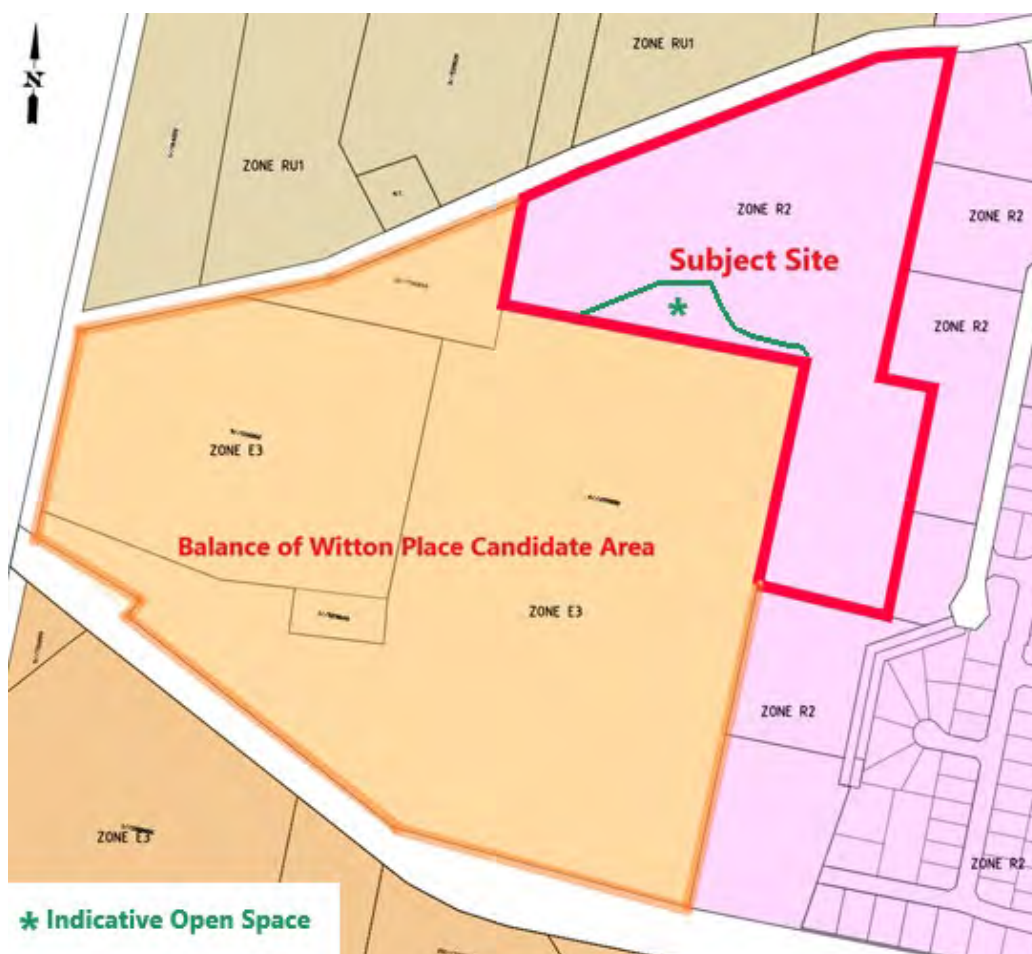 ZONE RU1
N
ZONE RU1
ZONE R2
ZONE R2
Subject Site
ZONE R2
ZONE E3
Balance of Witton Place Candidate Area
ZONE E3
ZONE R2
ZONE E3
ZONE R2
* Indicative Open Space